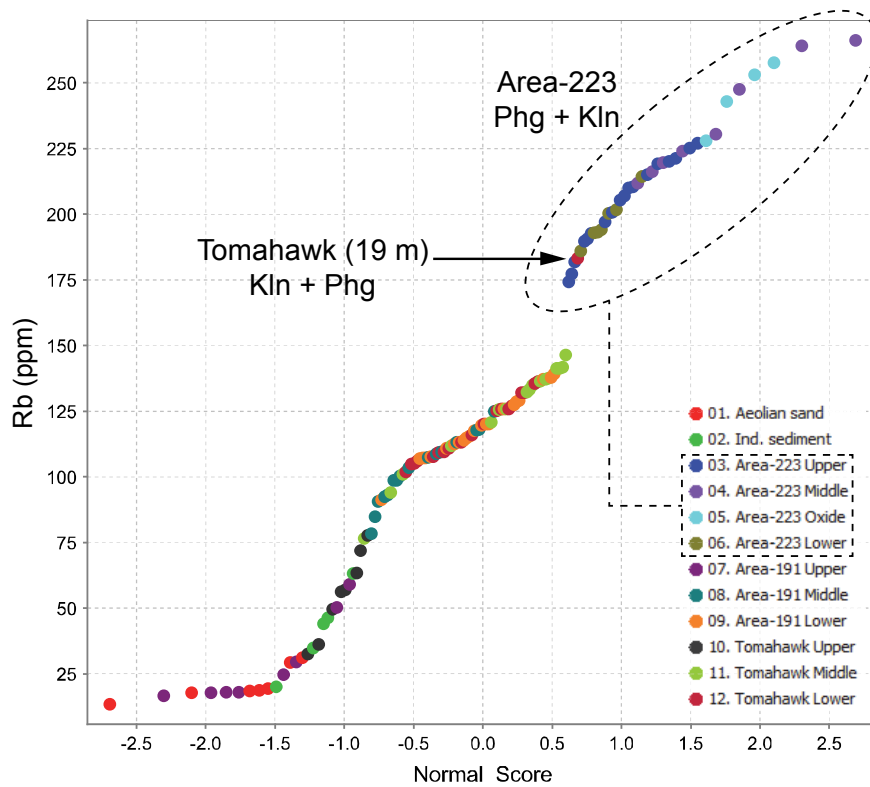 250
225
200
175
150
125
100
75
50
25
Rb (ppm)
Area-223
Phg + Kln
Tomahawk (19 m)
Kln + Phg
01. Aeolian sand
02. Ind. sediment
03. Area-223 Upper
04. Area-223 Middle
05. Area-223 Oxide
06. Area-223 Lower
07. Area-191 Upper
08. Area-191 Middle
09. Area-191 Lower
10. Tomahawk Upper
11. Tomahawk Middle
12. Tomahawk Lower
-2.5 -2.0 -1.5 -1.0 -0.5 0.0 0.5 1.0 1.5 2.0 2.5
Normal Score